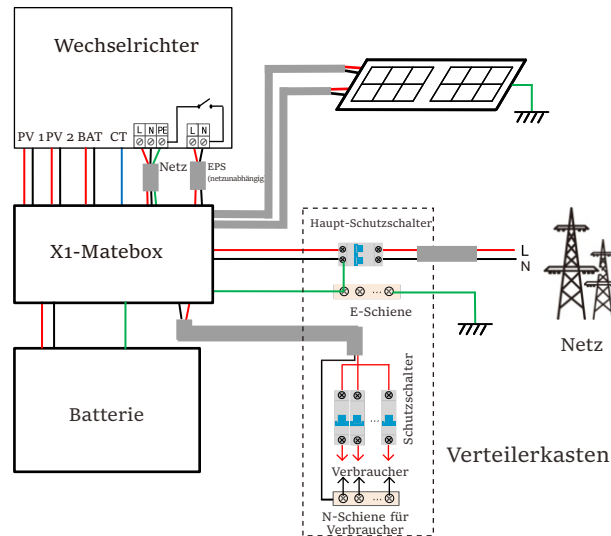 Wechselrichter
PV 1 PV 2 BAT CT
L N PE
L N
Netz
EPS
(netzunabhängig
X1-Matebox
Haupt-Schutzschalter
L
N
E-Schiene
Netz
Batterie
Schutzschalter
Verbraucher
Verteilerkasten
N-Schiene für
Verbraucher